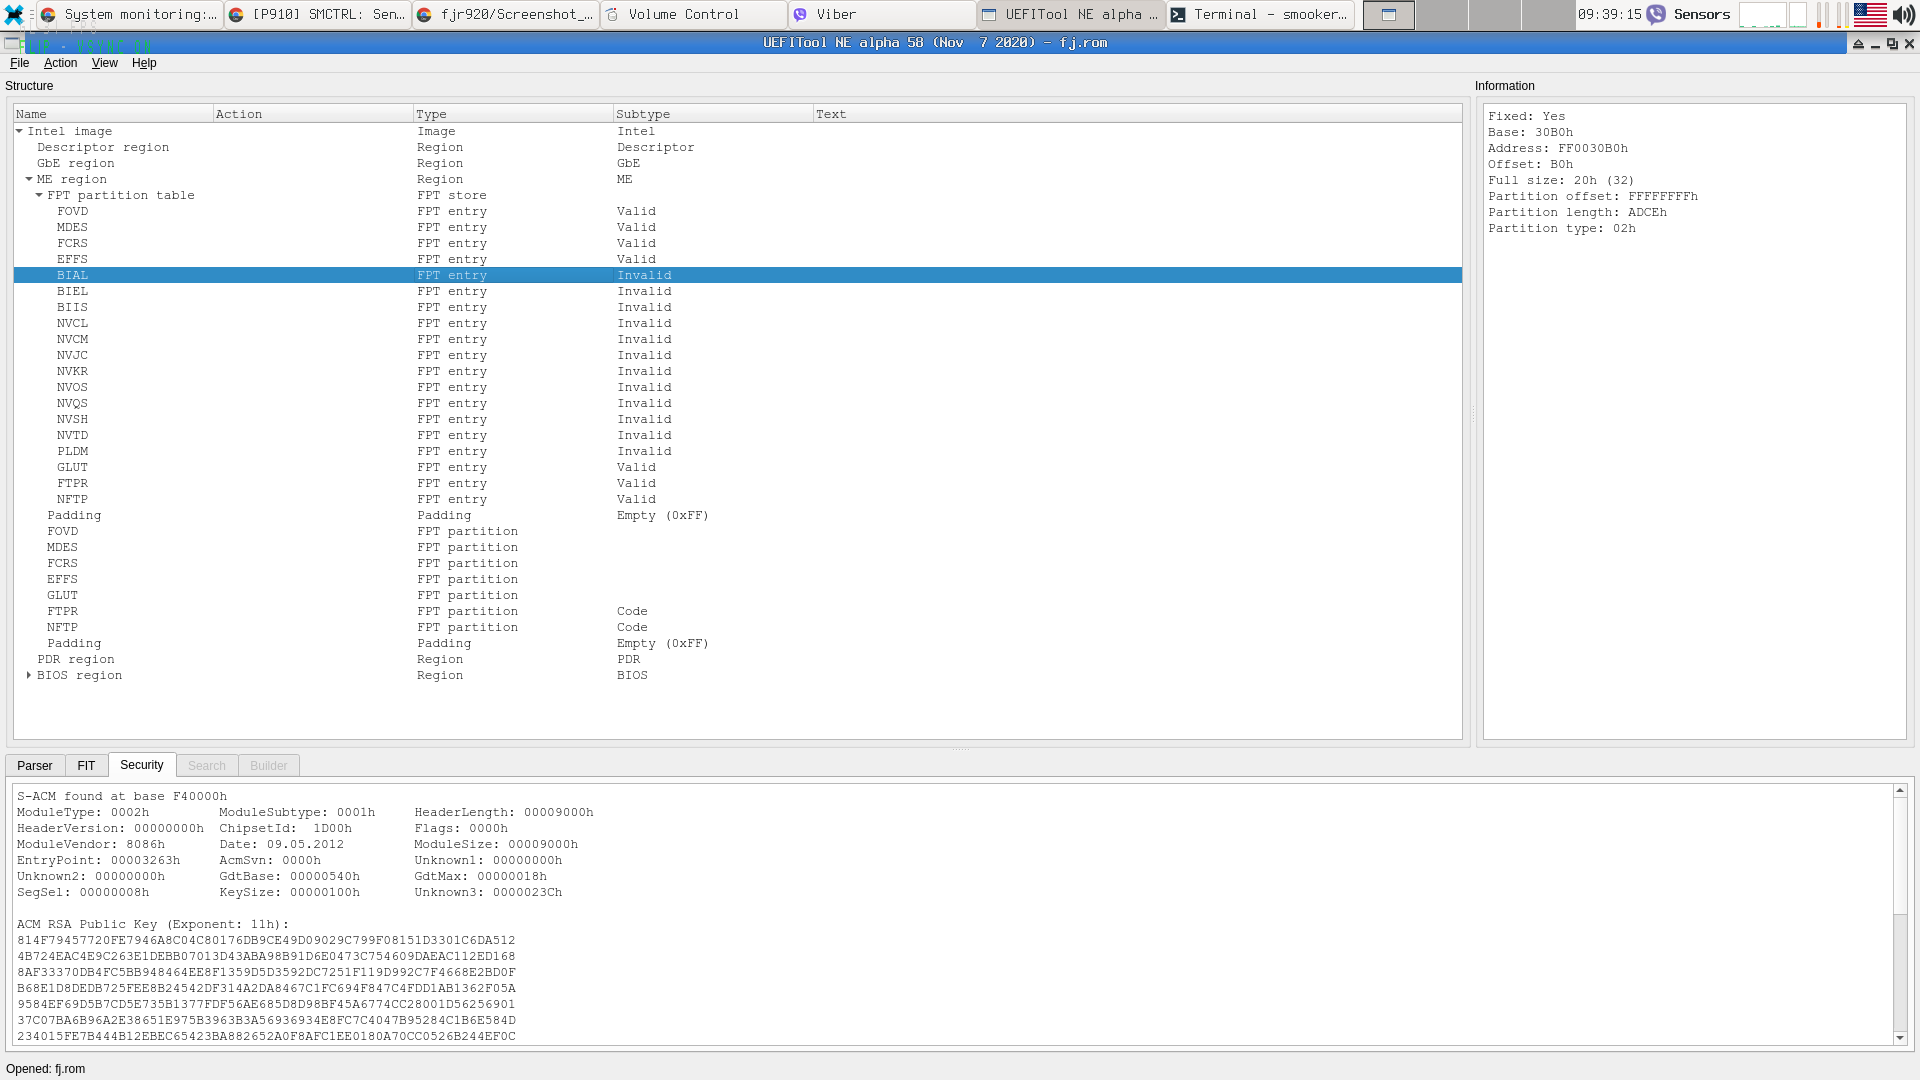 System monitoring:...
[P910] SMCTRL: Sen...
fjr920/Screenshot_...
Volume Control
Viber
UEFITool NE alpha ...
Terminal - smooker...
09:39:15
Sensors
UEFITool NE alpha 58 (Nov  7 2020) - fj.rom
File Action View Help
Structure
Name Action Type Subtype Text
Intel image Image Intel
Descriptor region Region Descriptor
GbE region Region GbE
ME region Region ME
FPT partition table FPT store
FOVD FPT entry Valid
MDES FPT entry Valid
FCRS FPT entry Valid
EFFS FPT entry Valid
BIAL FPT entry Invalid
BIEL FPT entry Invalid
BIIS FPT entry Invalid
NVCL FPT entry Invalid
NVCM FPT entry Invalid
NVJC FPT entry Invalid
NVKR FPT entry Invalid
NVOS FPT entry Invalid
NVQS FPT entry Invalid
NVSH FPT entry Invalid
NVTD FPT entry Invalid
PLDM FPT entry Invalid
GLUT FPT entry Valid
FTPR FPT entry Valid
NFTP FPT entry Valid
Padding Padding Empty (0xFF)
FOVD FPT partition
MDES FPT partition
FCRS FPT partition
EFFS FPT partition
GLUT FPT partition
FTPR FPT partition Code
NFTP FPT partition Code
Padding Padding Empty (0xFF)
PDR region Region PDR
BIOS region Region BIOS
Information
Fixed: Yes
Base: 30B0h
Address: FF0030B0h
Offset: B0h
Full size: 20h (32)
Partition offset: FFFFFFFFh
Partition length: ADCEh
Partition type: 02h
Parser FIT Security Search Builder
S-ACM found at base F40000h
ModuleType: 0002h ModuleSubtype: 0001h HeaderLength: 00009000h
HeaderVersion: 00000000h ChipsetId:  1D00h Flags: 0000h
ModuleVendor: 8086h Date: 09.05.2012 ModuleSize: 00009000h
EntryPoint: 00003263h AcmSvn: 0000h Unknown1: 00000000h
Unknown2: 00000000h GdtBase: 00000540h GdtMax: 00000018h
SegSel: 00000008h KeySize: 00000100h Unknown3: 0000023Ch
ACM RSA Public Key (Exponent: 11h):
814F79457720FE7946A8C04C80176DB9CE49D09029C799F08151D3301C6DA512
4B724EAC4E9C263E1DEBB07013D43ABA98B91D6E0473C754609DAEAC112ED168
8AF33370DB4FC5BB948464EE8F1359D5D3592DC7251F119D992C7F4668E2BD0F
B68E1D8DEDB725FEE8B24542DF314A2DA8467C1FC694F847C4FDD1AB1362F05A
9584EF69D5B7CD5E735B1377FDF56AE685D8D98BF45A6774CC28001D56256901
37C07BA6B96A2E38651E975B3963B3A56936934E8FC7C4047B95284C1B6E584D
234015FE7B444B12EBEC65423BA882652A0F8AFC1EE0180A70CC0526B244EF0C
Opened: fj.rom